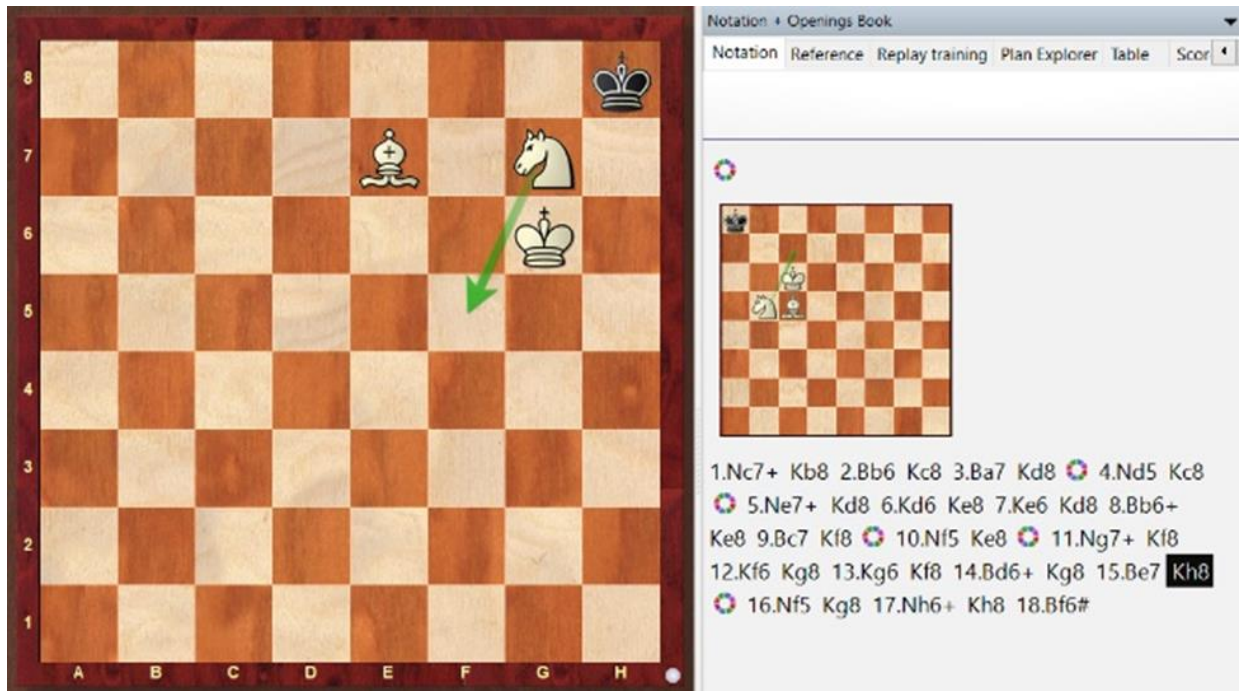 Notation + Openings Book
Notation Reference Replay training Plan Explorer Table Scor
8
7
6
5
4
3
2
1
A B C D E F G H
1.Nc7+ Kb8 2.Bb6 Kc8 3.Ba7 Kd8 4.Nd5 Kc8
5.Ne7+ Kd8 6.Kd6 Ke8 7.Ke6 Kd8 8.Bb6+
Ke8 9.Bc7 Kf8 10.Nf5 Ke8 11.Ng7+ Kf8
12.Kf6 Kg8 13.Kg6 Kf8 14.Bd6+ Kg8 15.Be7 Kh8
16.Nf5 Kg8 17.Nh6+ Kh8 18.Bf6#